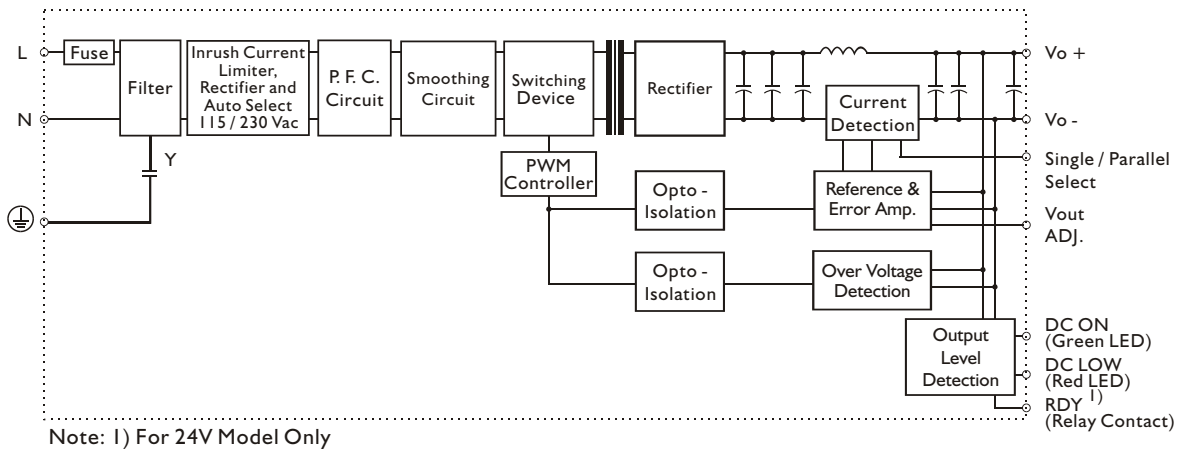 L
Fuse
Filter
N
Y
Inrush Current
Limiter,
Rectifier and
Auto Select
115 / 230 Vac
P. F. C.
Circuit
Smoothing
Circuit
Switching
Device
PWM
Controller
Rectifier
Current
Detection
Opto -
Isolation
Reference &
Error Amp.
Opto -
Isolation
Over Voltage
Detection
Output
Level
Detection
Vo +
Vo -
Single / Parallel
Select
Vout
ADJ.
DC ON
(Green LED)
DC LOW
(Red LED)
RDY 1)
(Relay Contact)
Note: 1) For 24V Model Only